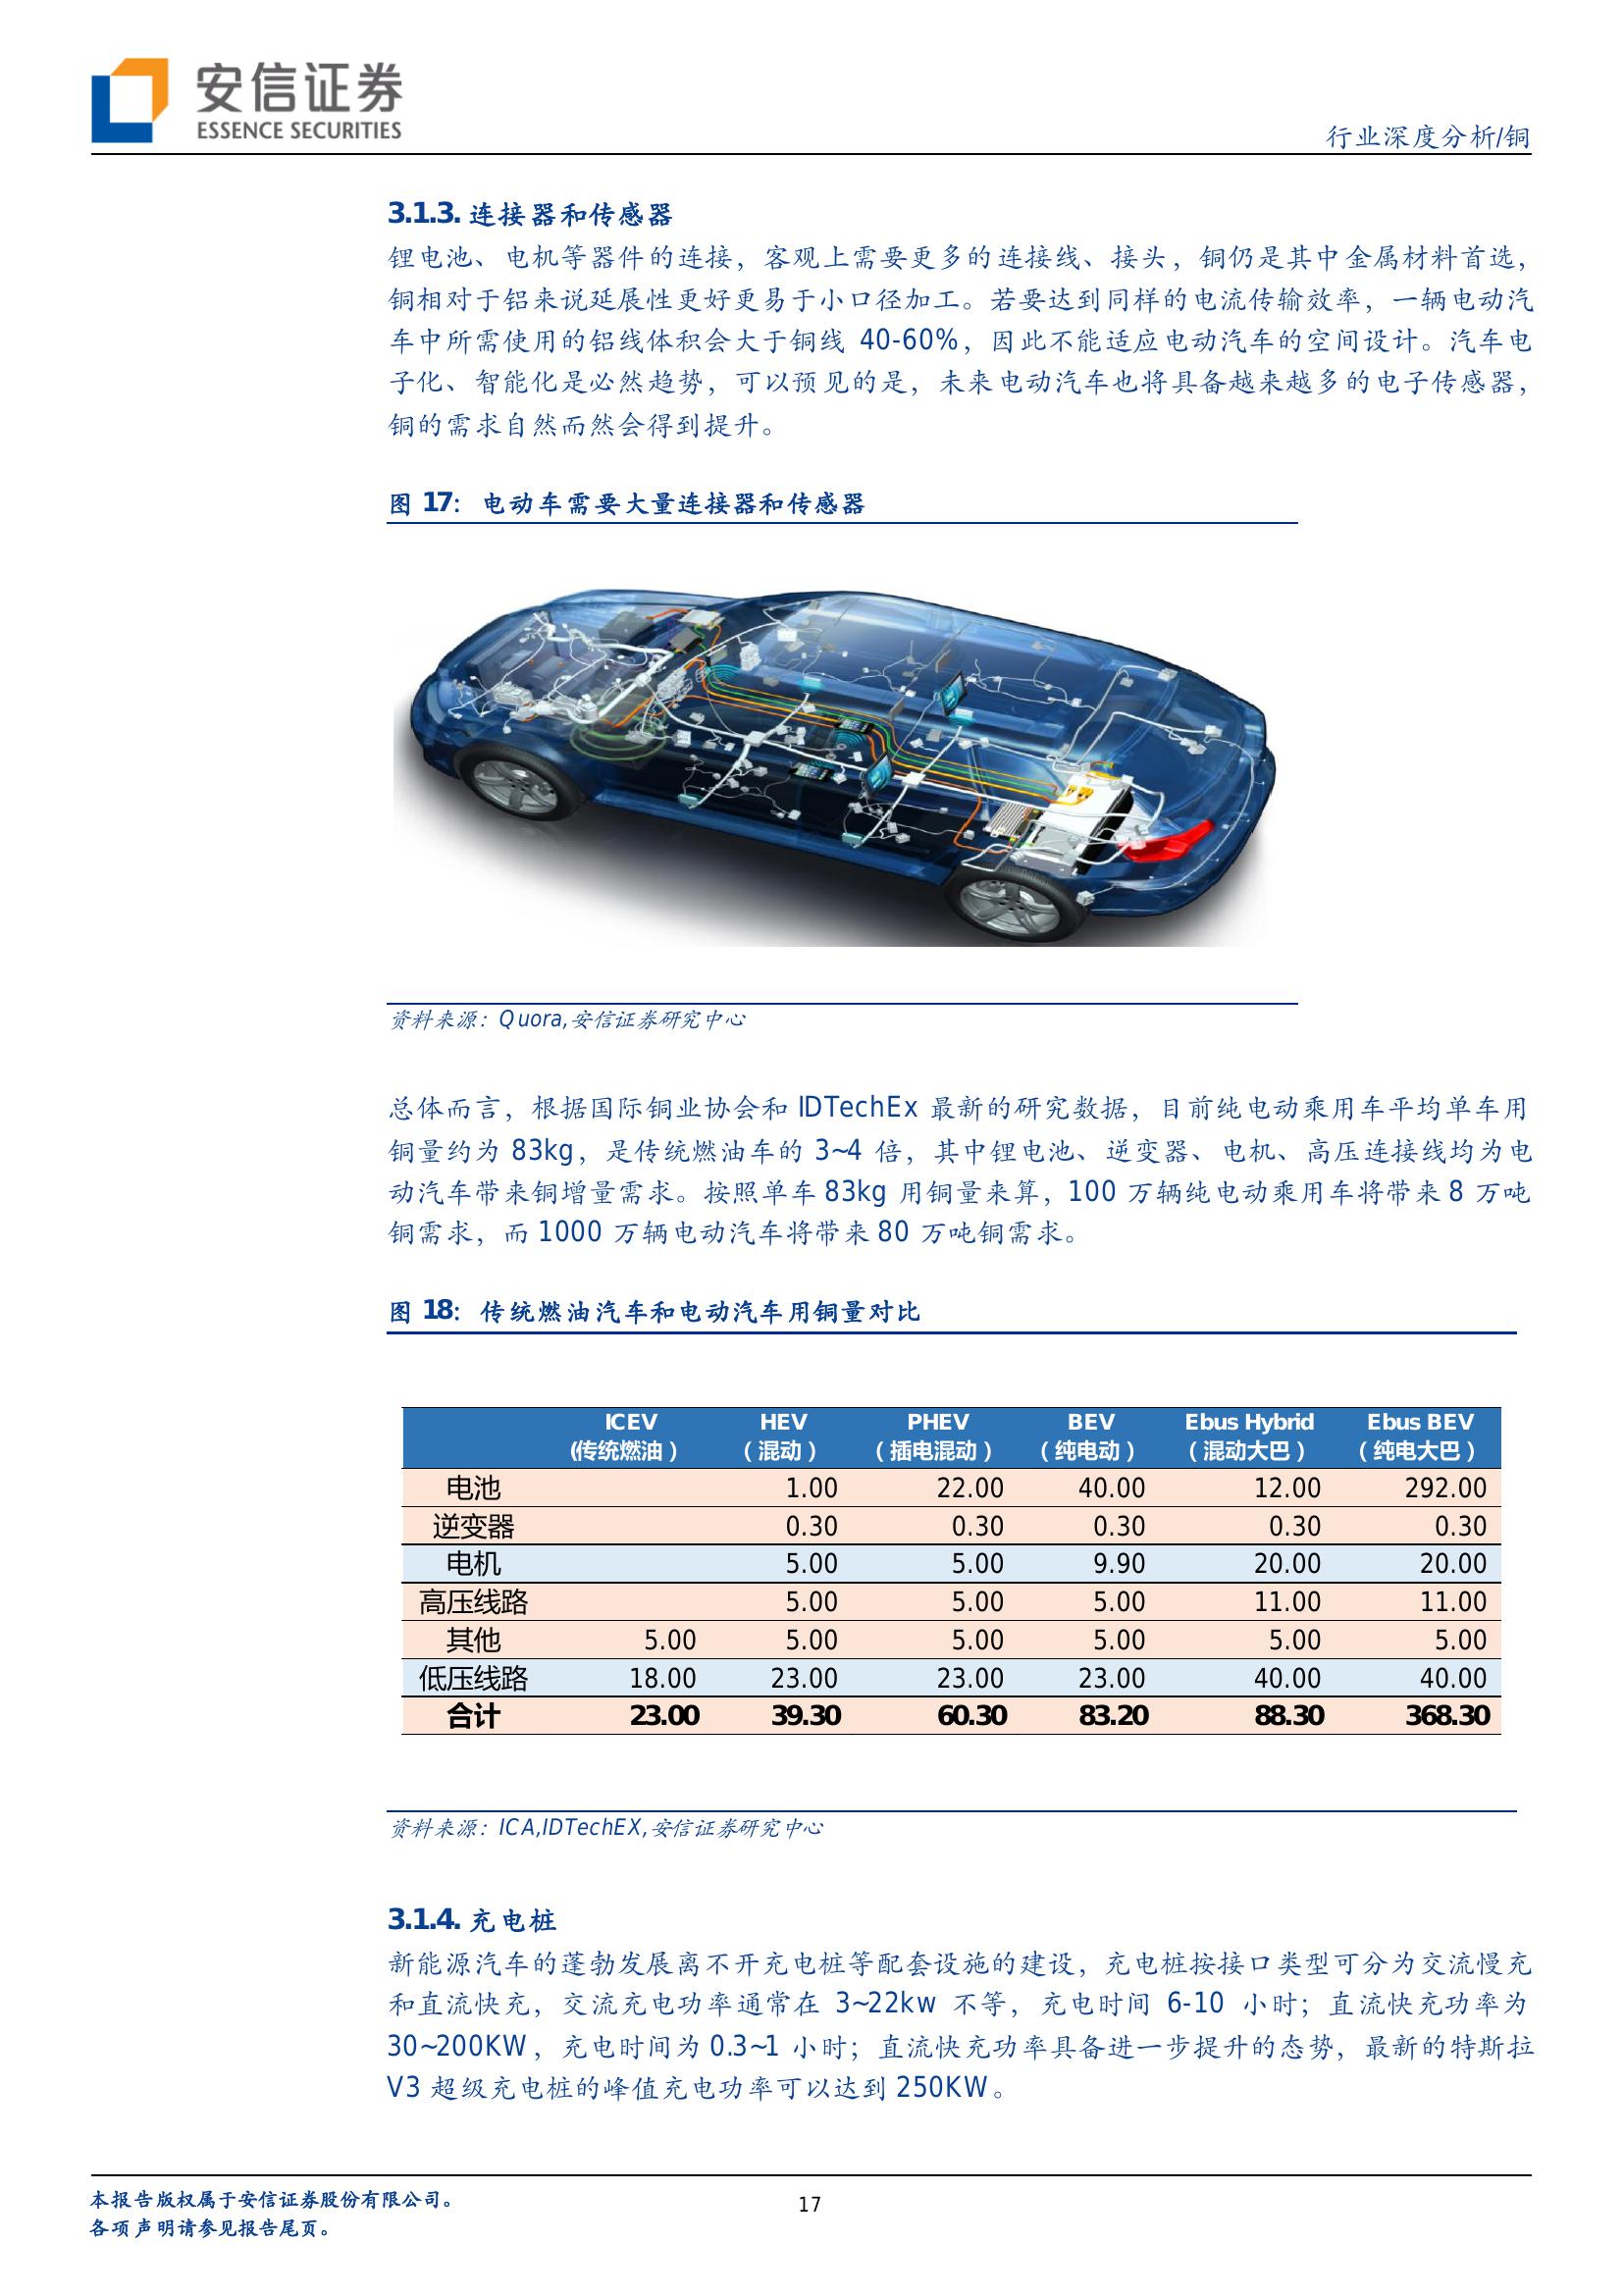 安信证券
ESSENCE SECURITIES
行业深度分析/铜
3.1.3. 连接器和传感器
锂电池、电机等器件的连接，客观上需要更多的连接线、接头，铜仍是其中金属材料首选，
铜相对于铝来说延展性更好更易于小口径加工。若要达到同样的电流传输效率，一辆电动汽
车中所需使用的铝线体积会大于铜线 40-60%，因此不能适应电动汽车的空间设计。汽车电
子化、智能化是必然趋势，可以预见的是，未来电动汽车也将具备越来越多的电子传感器，
铜的需求自然而然会得到提升。
图 17：电动车需要大量连接器和传感器
资料来源：Quora,安信证券研究中心
总体而言，根据国际铜业协会和 IDTechEx 最新的研究数据，目前纯电动乘用车平均单车用
铜量约为 83kg，是传统燃油车的 3~4 倍，其中锂电池、逆变器、电机、高压连接线均为电
动汽车带来铜增量需求。按照单车 83kg 用铜量来算，100 万辆纯电动乘用车将带来 8 万吨
铜需求，而 1000 万辆电动汽车将带来 80 万吨铜需求。
图 18：传统燃油汽车和电动汽车用铜量对比
ICEV HEV PHEV BEV Ebus Hybrid Ebus BEV
(传统燃油） （混动） （插电混动） （纯电动） （混动大巴） （纯电大巴）
电池 1.00 22.00 40.00 12.00 292.00
逆变器 0.30 0.30 0.30 0.30 0.30
电机 5.00 5.00 9.90 20.00 20.00
高压线路 5.00 5.00 5.00 11.00 11.00
其他 5.00 5.00 5.00 5.00 5.00 5.00
低压线路 18.00 23.00 23.00 23.00 40.00 40.00
合计 23.00 39.30 60.30 83.20 88.30 368.30
资料来源：ICA,IDTechEX,安信证券研究中心
3.1.4. 充电桩
新能源汽车的蓬勃发展离不开充电桩等配套设施的建设，充电桩按接口类型可分为交流慢充
和直流快充，交流充电功率通常在 3~22kw 不等，充电时间 6-10 小时；直流快充功率为
30~200KW，充电时间为 0.3~1 小时；直流快充功率具备进一步提升的态势，最新的特斯拉
V3 超级充电桩的峰值充电功率可以达到 250KW。
本报告版权属于安信证券股份有限公司。
各项声明请参见报告尾页。
17